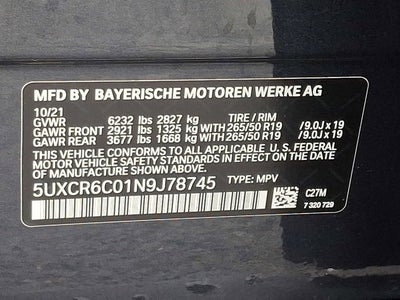 MFD BY BAYERISCHE MOTOREN WERKE AG
10/21
GVWR 6232 lbs 2827 kg TIRE / RIM
GAWR FRONT 2921 lbs 1325 kg WITH 265/50 R19 /9.0J x 19
GAWR REAR 3677 lbs 1668 kg WITH 265/50 R19 /9.0J x 19
THIS VEHICLE CONFORMS TO ALL APPLICABLE U.S. FEDERAL
MOTOR VEHICLE SAFETY STANDARDS IN EFFECT ON THE
DATE OF MANUFACTURE SHOWN ABOVE.
5UXCR6C01N9J78745 TYPE: MPV
C27M
7 320 729